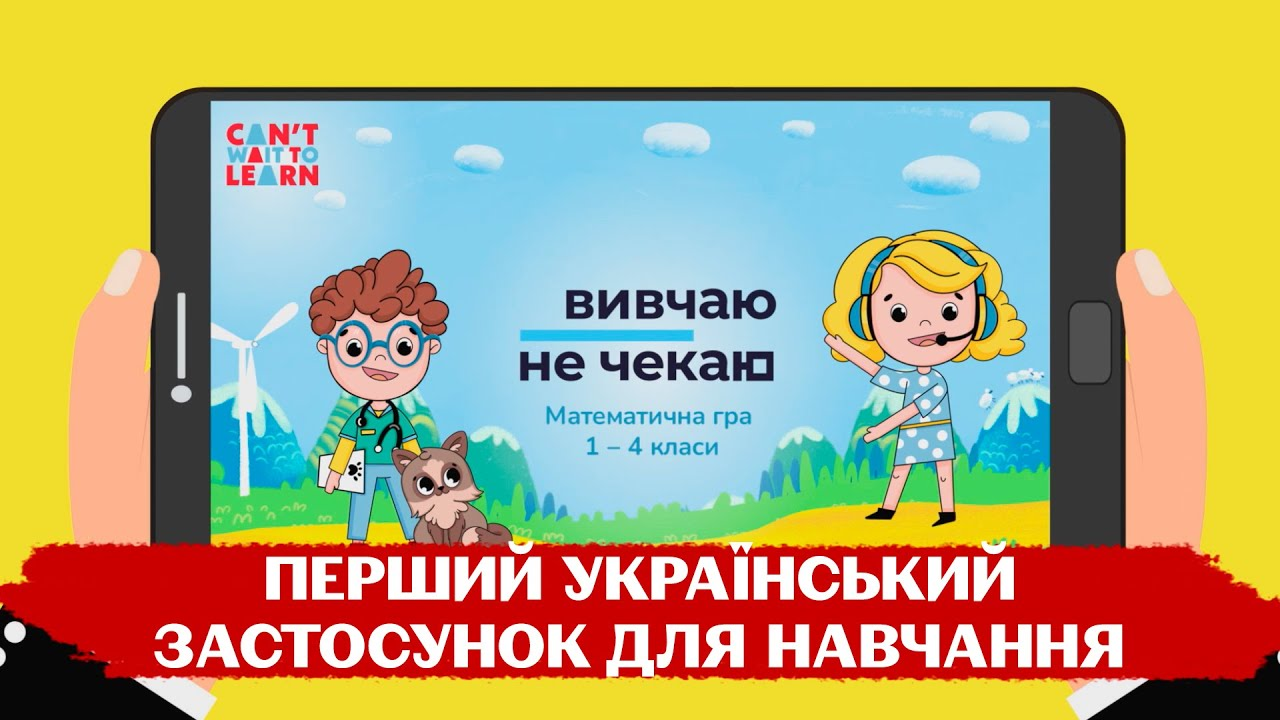 CAN'T
WAIT TO
LEARN
вивчаю
не чекаю
Математична гра
1 – 4 класи
ПЕРШИЙ УКРАЇНСЬКИЙ
ЗАСТОСУНОК ДЛЯ НАВЧАННЯ